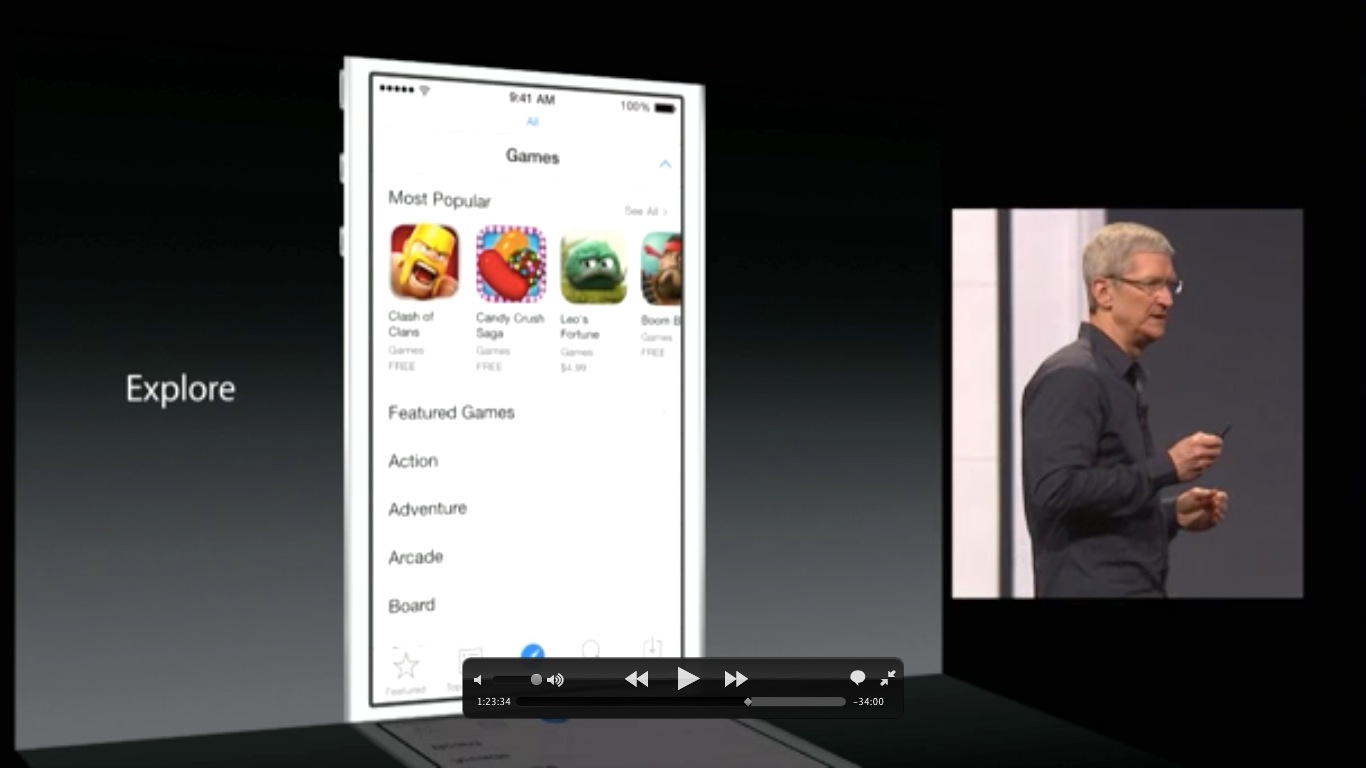 Explore
9:41 AM
100%
All
Games
Most Popular
See All >
Clash of
Clans
Games
FREE
Candy Crush
Saga
Games
FREE
Leo's
Fortune
Games
$4.99
Boom B
Games
FREE
Featured Games
Action
Adventure
Arcade
Board
Featured
Top
1:23:34
-34:00